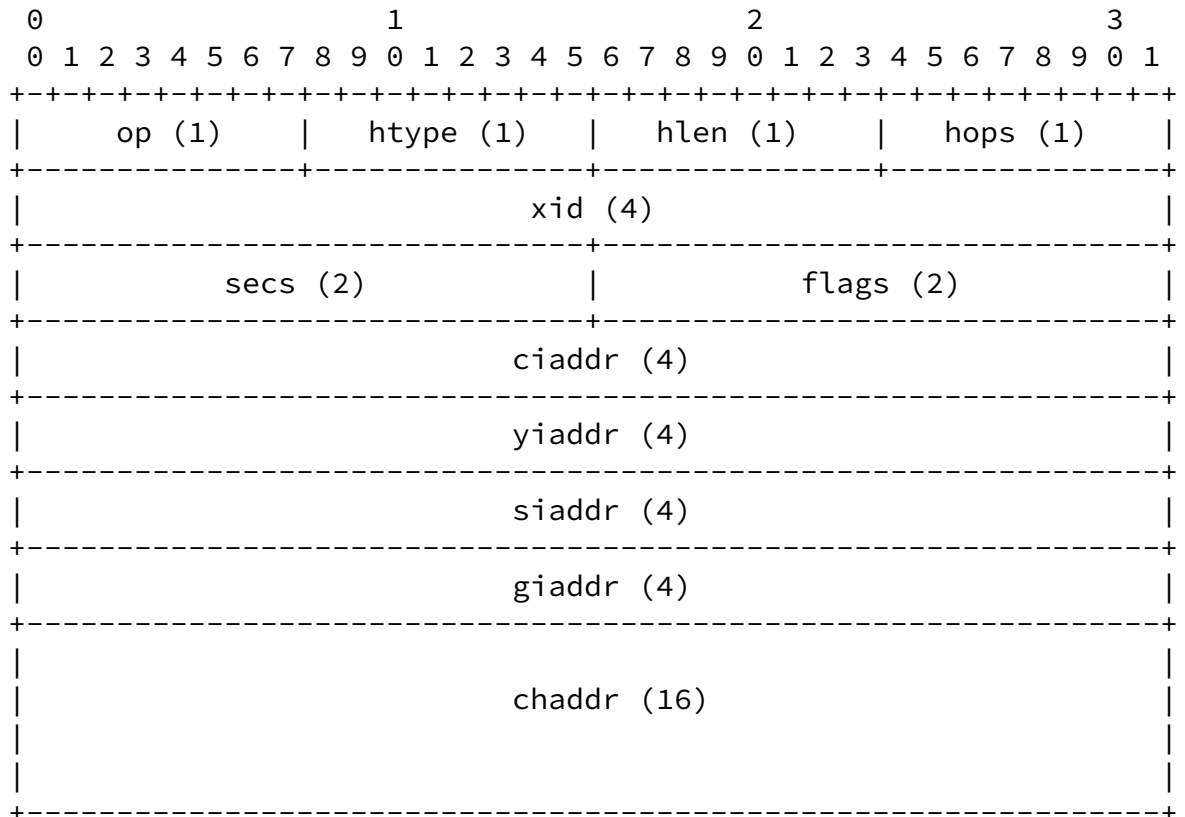 0                   1                   2                   3
0 1 2 3 4 5 6 7 8 9 0 1 2 3 4 5 6 7 8 9 0 1 2 3 4 5 6 7 8 9 0 1
+-+-+-+-+-+-+-+-+-+-+-+-+-+-+-+-+-+-+-+-+-+-+-+-+-+-+-+-+-+-+-+-+
|     op (1)    |   htype (1)   |   hlen (1)    |   hops (1)    |
+---------------+---------------+---------------+---------------+
|                            xid (4)                            |
+-------------------------------+-------------------------------+
|           secs (2)            |           flags (2)           |
+-------------------------------+-------------------------------+
|                          ciaddr (4)                           |
+---------------------------------------------------------------+
|                          yiaddr (4)                           |
+---------------------------------------------------------------+
|                          siaddr (4)                           |
+---------------------------------------------------------------+
|                          giaddr (4)                           |
+---------------------------------------------------------------+
|                                                               |
|                          chaddr (16)                          |
|                                                               |
|                                                               |
+---------------------------------------------------------------+